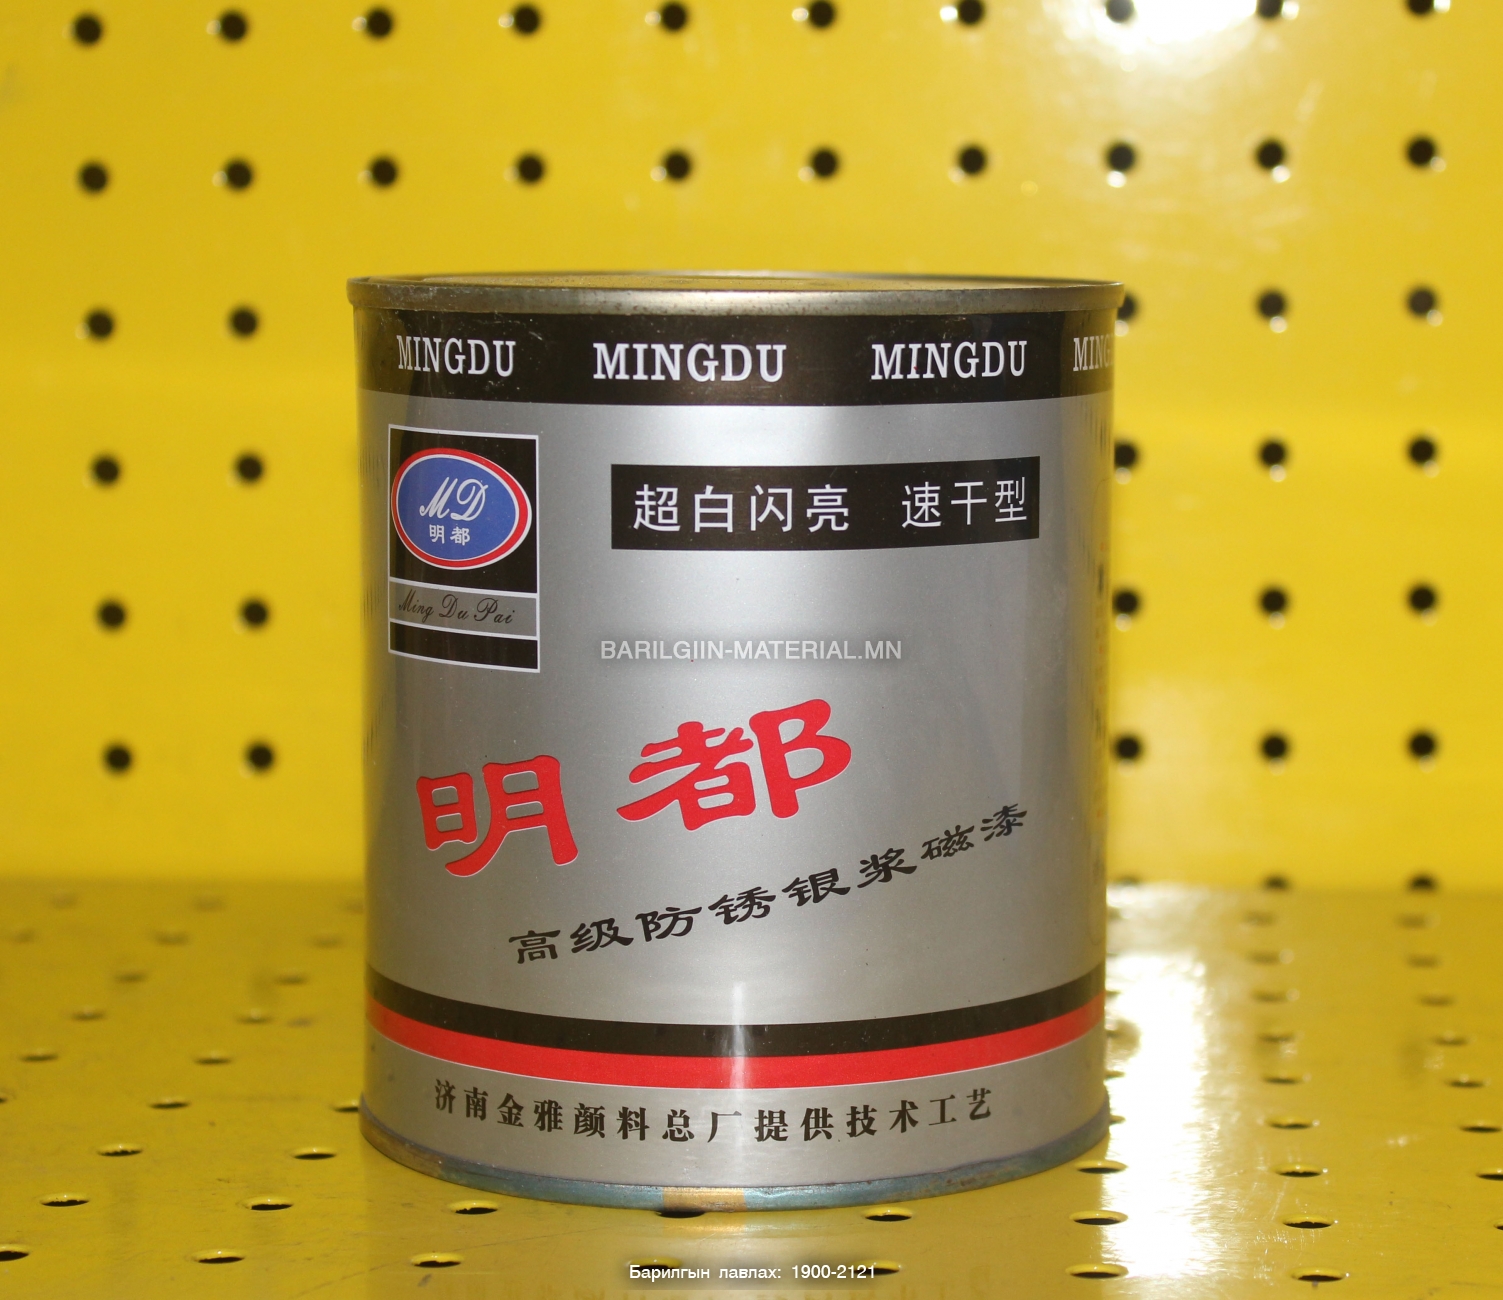 MINGDU MINGDU MINGDU MING
MD
明都
Ming Du Pai
超白闪亮 速干型
BARILGIIN-MATERIAL.MN
明都
高级防锈银浆磁漆
济南金雅颜料总厂提供技术工艺
Барилгын лавлах: 1900-2121